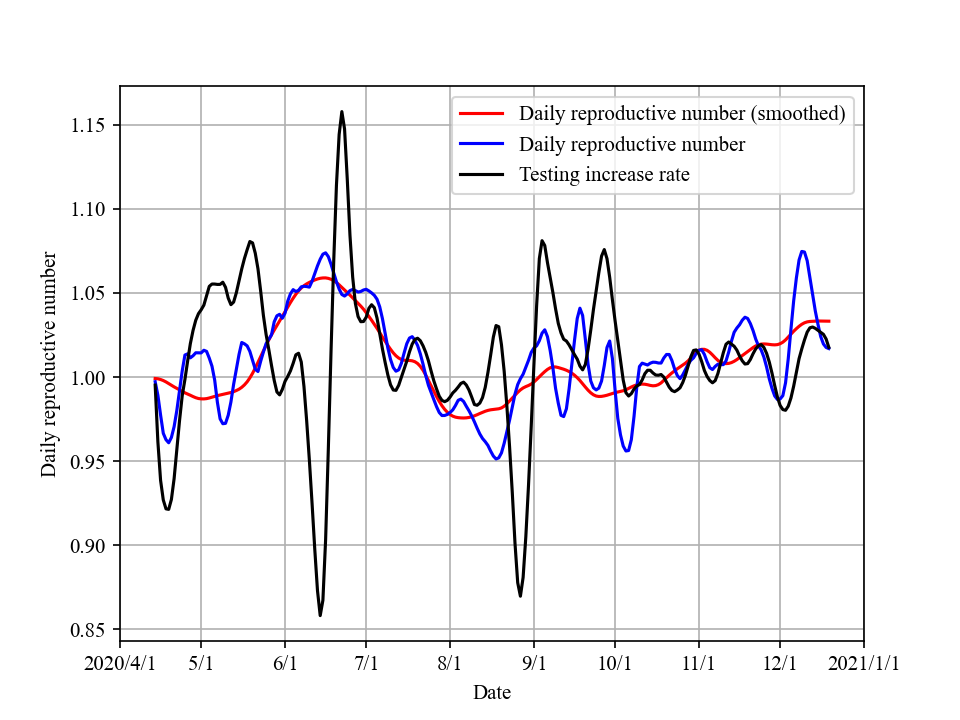 Daily reproductive number (smoothed)
Daily reproductive number
Testing increase rate
Daily reproductive number
1.15
1.10
1.05
1.00
0.95
0.90
0.85
2020/4/1 5/1 6/1 7/1 8/1 9/1 10/1 11/1 12/1 2021/1/1
Date